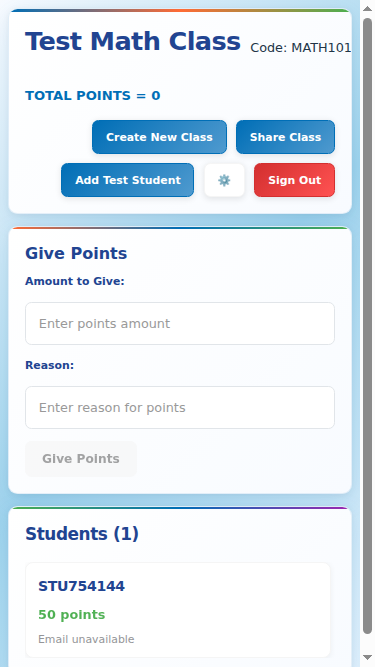 Test Math Class Code: MATH101
TOTAL POINTS = 0
Create New Class Share Class
Add Test Student ⚙️ Sign Out
Give Points
Amount to Give:
Enter points amount
Reason:
Enter reason for points
Give Points
Students (1)
STU754144
50 points
Email unavailable